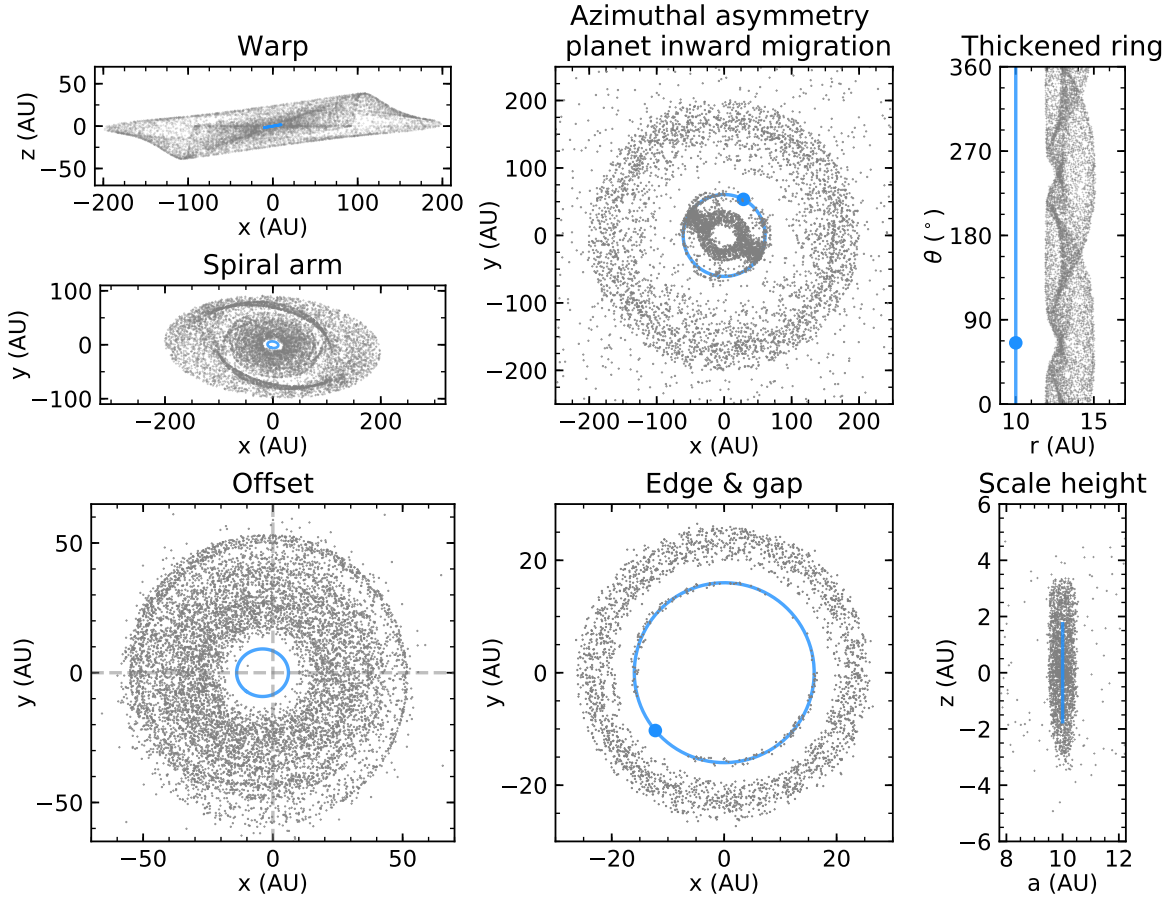 Warp
z (AU)
50
0
−50
−200
−100
0
100
200
x (AU)
Spiral arm
y (AU)
100
0
−100
−200
0
200
x (AU)
Azimuthal asymmetry
planet inward migration
y (AU)
200
100
0
−100
−200
−200
−100
0
100
200
x (AU)
Thickened ring
θ (°)
360
270
180
90
0
10
15
r (AU)
Offset
y (AU)
50
0
−50
−50
0
50
x (AU)
Edge & gap
y (AU)
20
0
−20
−20
0
20
x (AU)
Scale height
z (AU)
6
4
2
0
−2
−4
−6
8
10
12
a (AU)